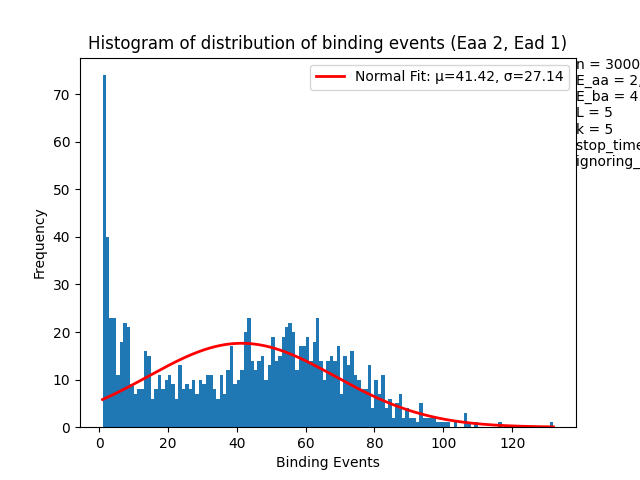 Histogram of distribution of binding events (Eaa 2, Ead 1)
Normal Fit: μ=41.42, σ=27.14
n = 3000
E_aa = 2,
E_ba = 4
L = 5
k = 5
stop_time
ignoring_
Frequency
70
60
50
40
30
20
10
0
0 20 40 60 80 100 120
Binding Events